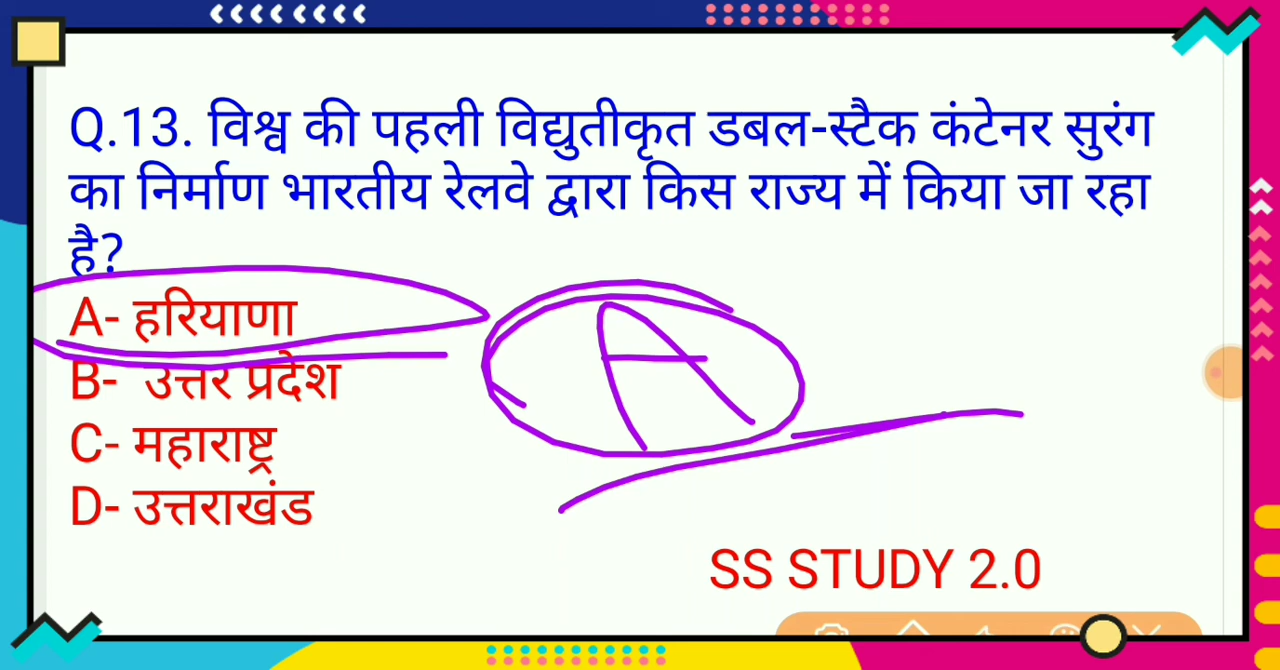 Q.13. विश्व की पहली विद्युतीकृत डबल-स्टैक कंटेनर सुरंग
का निर्माण भारतीय रेलवे द्वारा किस राज्य में किया जा रहा
है?
A- हरियाणा
A
B- उत्तर प्रदेश
C- महाराष्ट्र
D- उत्तराखंड
SS STUDY 2.0